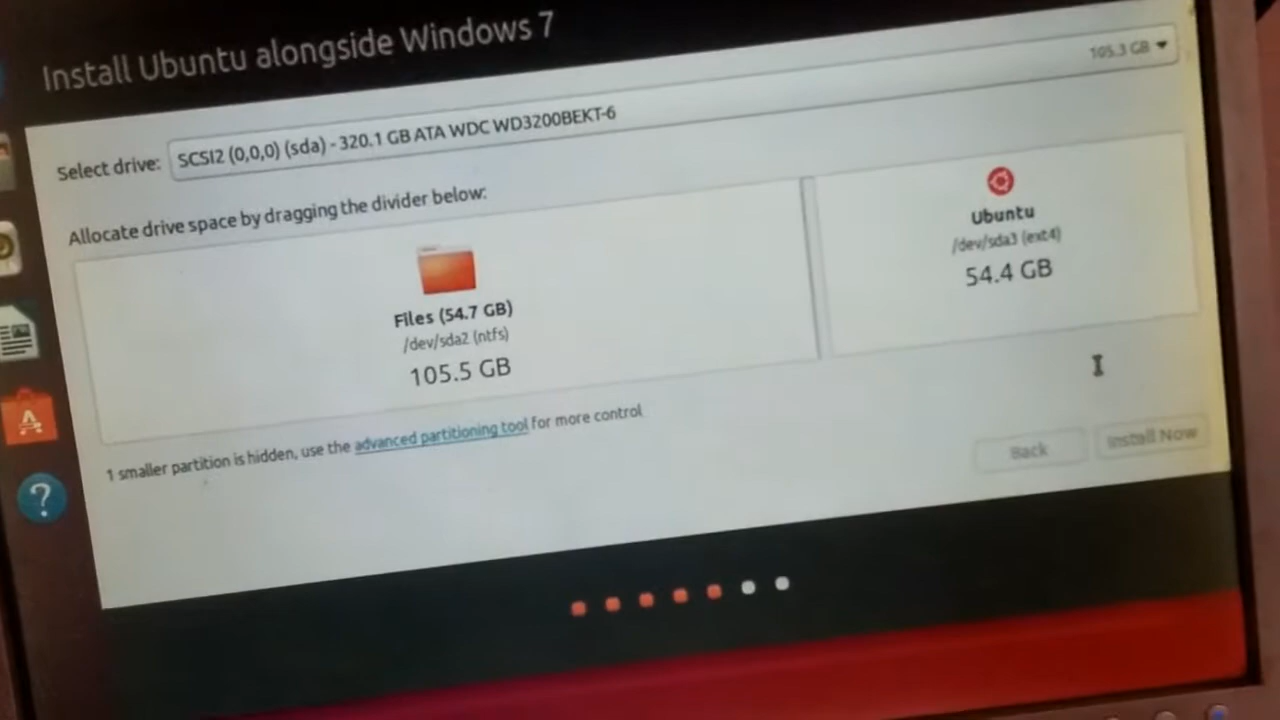 Install Ubuntu alongside Windows 7
Select drive: SCSI2 (0,0,0) (sda) - 320.1 GB ATA WDC WD3200BEKT-6 105.3 GB
Allocate drive space by dragging the divider below:
Files (54.7 GB)
/dev/sda2 (ntfs)
105.5 GB
Ubuntu
/dev/sda3 (ext4)
54.4 GB
1 smaller partition is hidden, use the advanced partitioning tool for more control
Back
Install Now